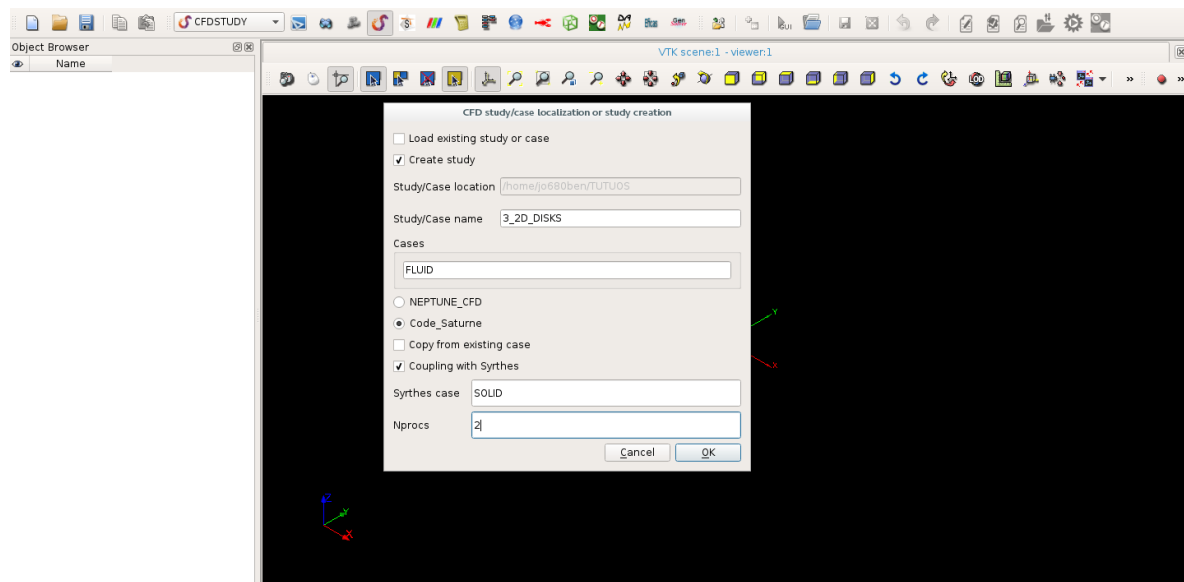 CFDSTUDY
Object Browser
Name
VTK scene:1 - viewer:1
CFD study/case localization or study creation
Load existing study or case
Create study
Study/Case location /home/jo680ben/TUTUOS
Study/Case name 3_2D_DISKS
Cases
FLUID
NEPTUNE_CFD
Code_Saturne
Copy from existing case
Coupling with Syrthes
Syrthes case SOLID
Nprocs 2
Cancel OK
Y
X
Z
Y
X